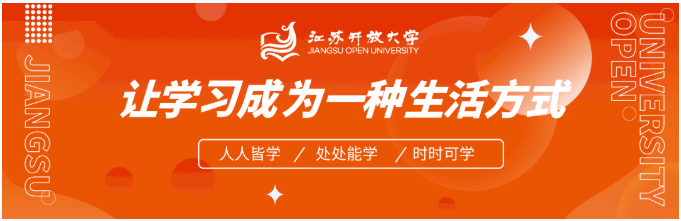 江苏开放大学
JIANGSU OPEN UNIVERSITY
让学习成为一种生活方式
人人皆学 / 处处能学 / 时时可学
JIANGSU
OPEN
UNIVERSITY